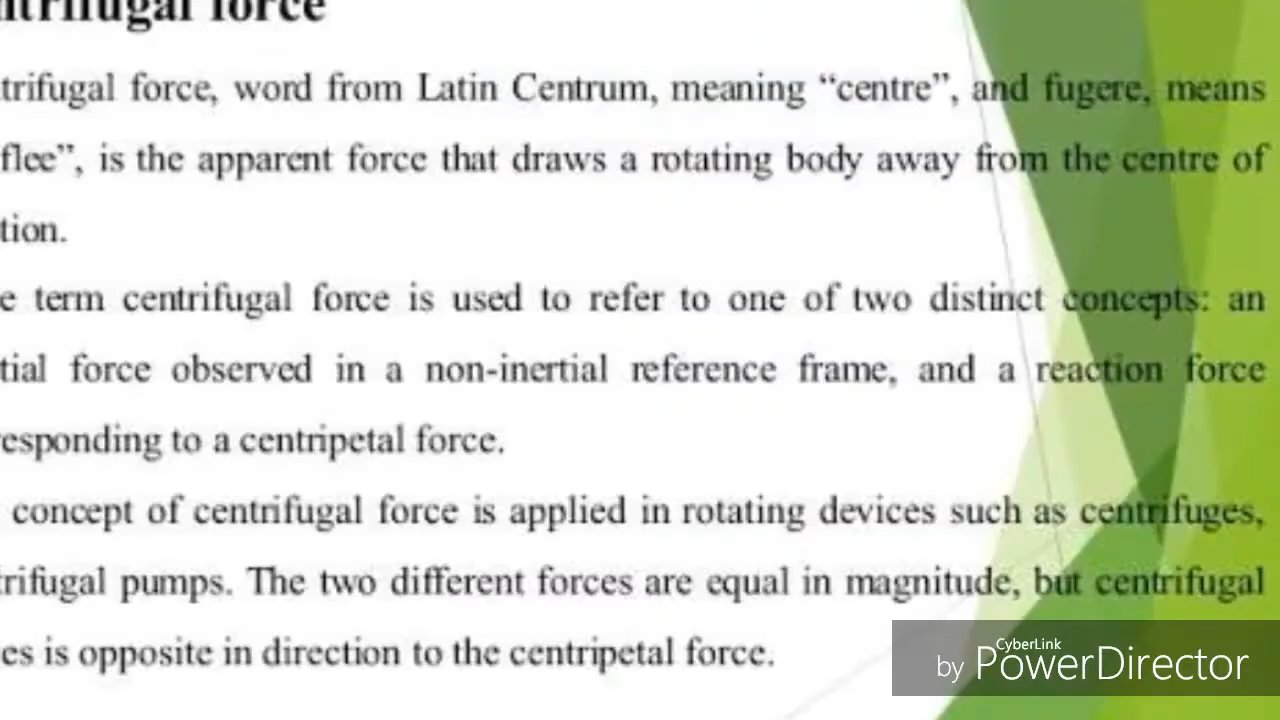 ntrifugal force
trifugal force, word from Latin Centrum, meaning “centre”, and fugere, means
flee”, is the apparent force that draws a rotating body away from the centre of
tion.
e term centrifugal force is used to refer to one of two distinct concepts: an
tial force observed in a non-inertial reference frame, and a reaction force
responding to a centripetal force.
concept of centrifugal force is applied in rotating devices such as centrifuges,
trifugal pumps. The two different forces are equal in magnitude, but centrifugal
es is opposite in direction to the centripetal force.
CyberLink
by PowerDirector